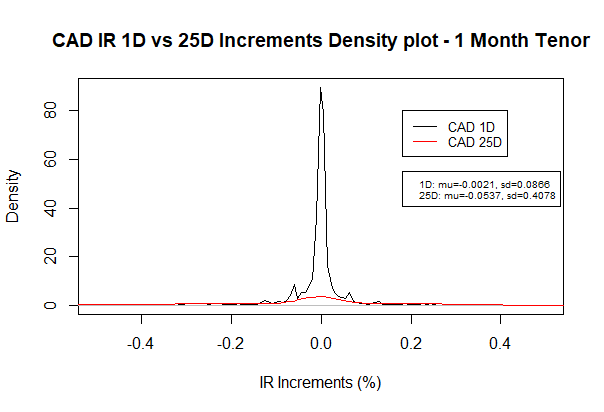 CAD IR 1D vs 25D Increments Density plot - 1 Month Tenor
80
60
40
20
0
Density
CAD 1D
CAD 25D
1D: mu=-0.0021, sd=0.0866
25D: mu=-0.0537, sd=0.4078
-0.4 -0.2 0.0 0.2 0.4
IR Increments (%)